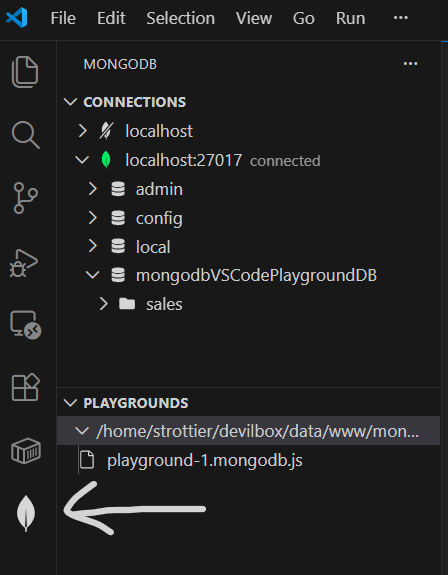 File Edit Selection View Go Run ...
MONGODB ...
CONNECTIONS
localhost
localhost:27017 connected
admin
config
local
mongodbVSCodePlaygroundDB
sales
PLAYGROUNDS
/home/strottier/devilbox/data/www/mon...
playground-1.mongodb.js